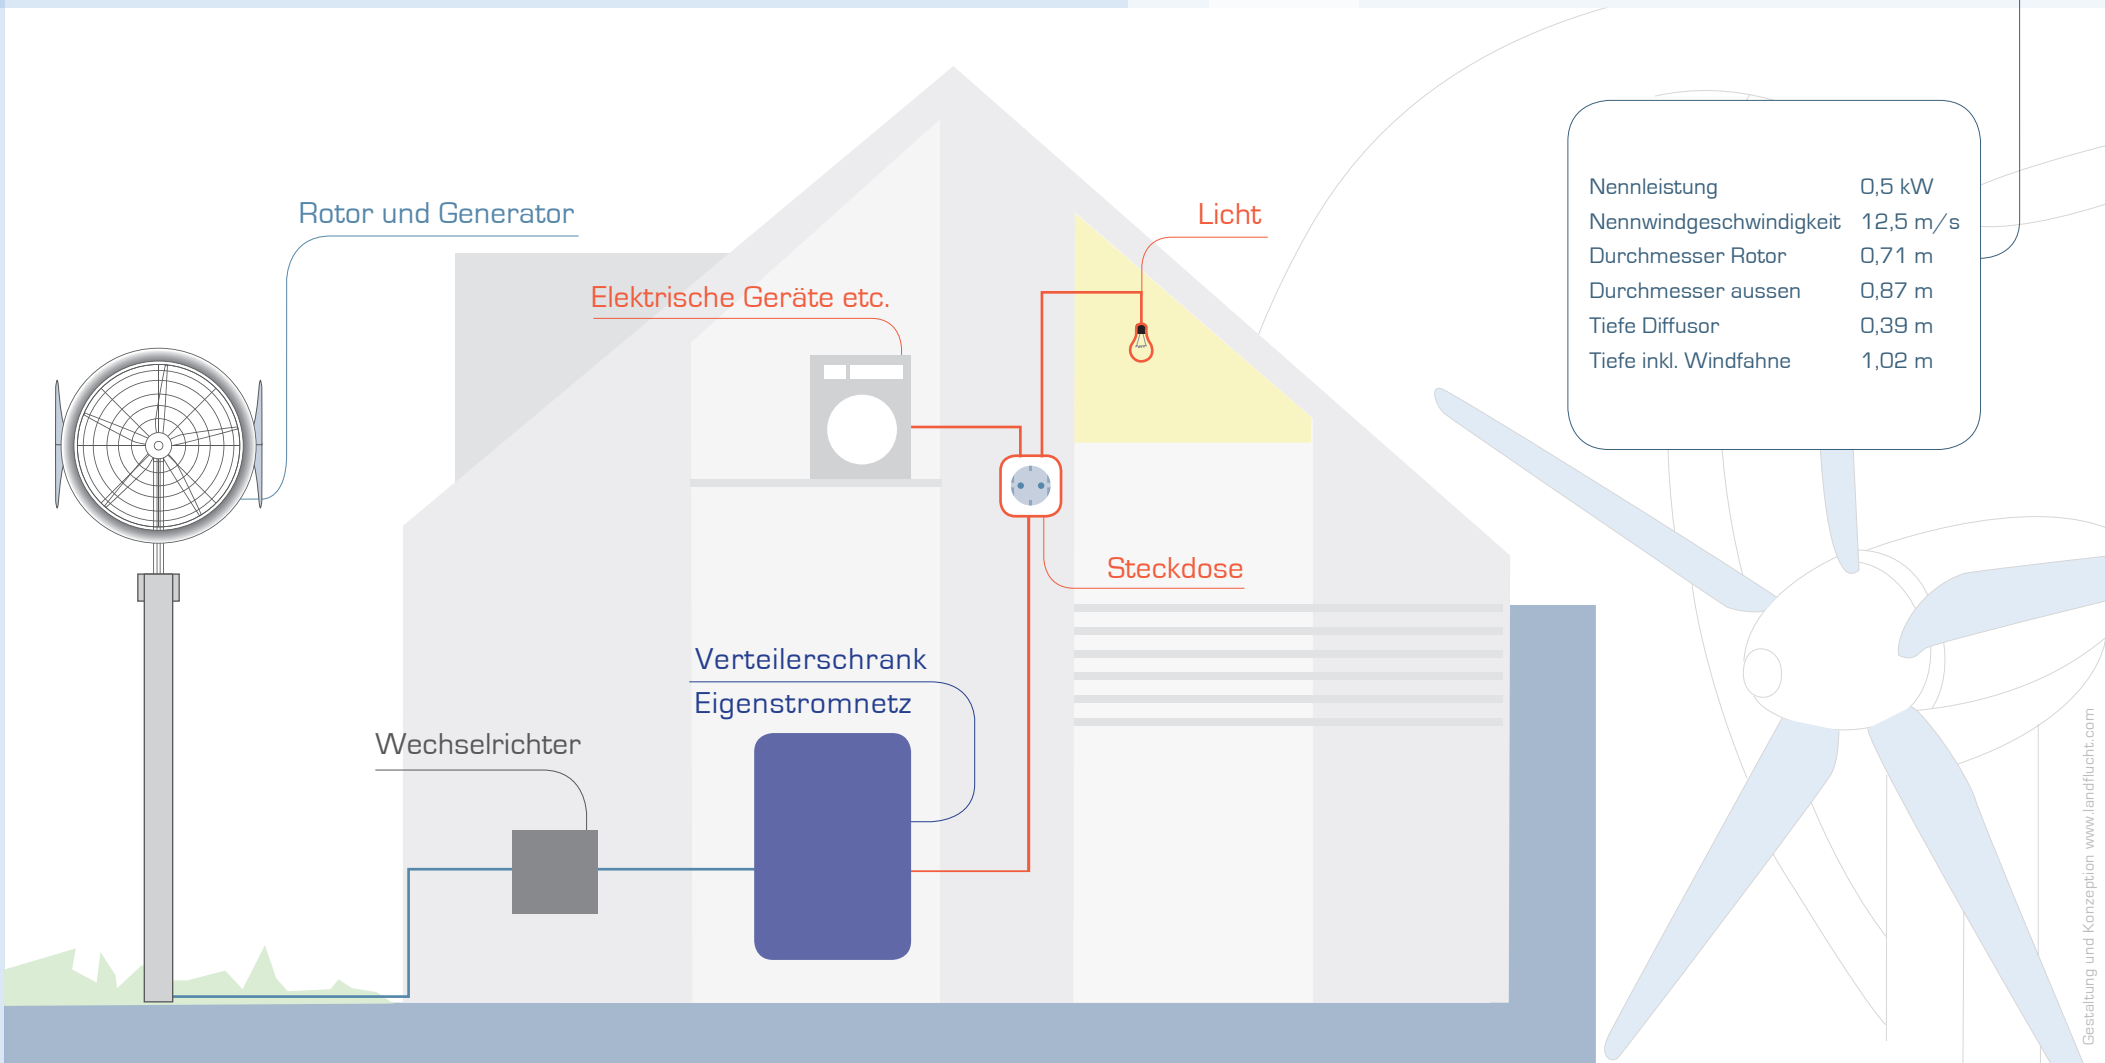 Rotor und Generator
Elektrische Geräte etc.
Licht
Steckdose
Verteilerschrank
Eigenstromnetz
Wechselrichter
Nennleistung 0,5 kW
Nennwindgeschwindigkeit 12,5 m/s
Durchmesser Rotor 0,71 m
Durchmesser aussen 0,87 m
Tiefe Diffusor 0,39 m
Tiefe inkl. Windfahne 1,02 m
Gestaltung und Konzeption www.landflucht.com